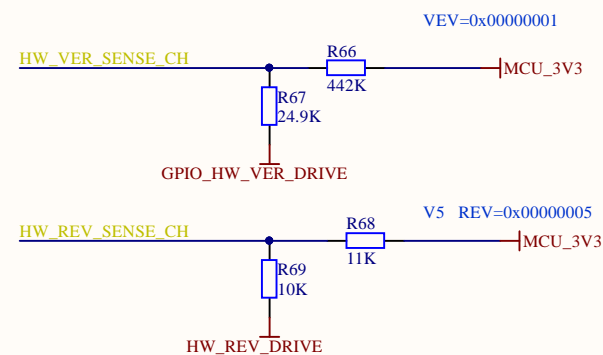 VEV=0x00000001
HW_VER_SENSE_CH
R66
442K
MCU_3V3
R67
24.9K
GPIO_HW_VER_DRIVE
V5 REV=0x00000005
HW_REV_SENSE_CH
R68
11K
MCU_3V3
R69
10K
HW_REV_DRIVE